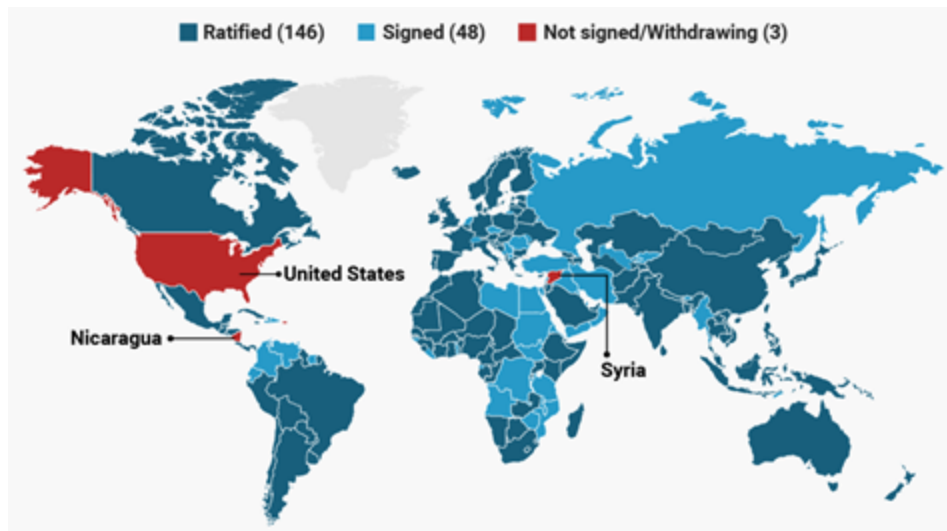 Ratified (146) Signed (48) Not signed/Withdrawing (3)
United States
Nicaragua
Syria